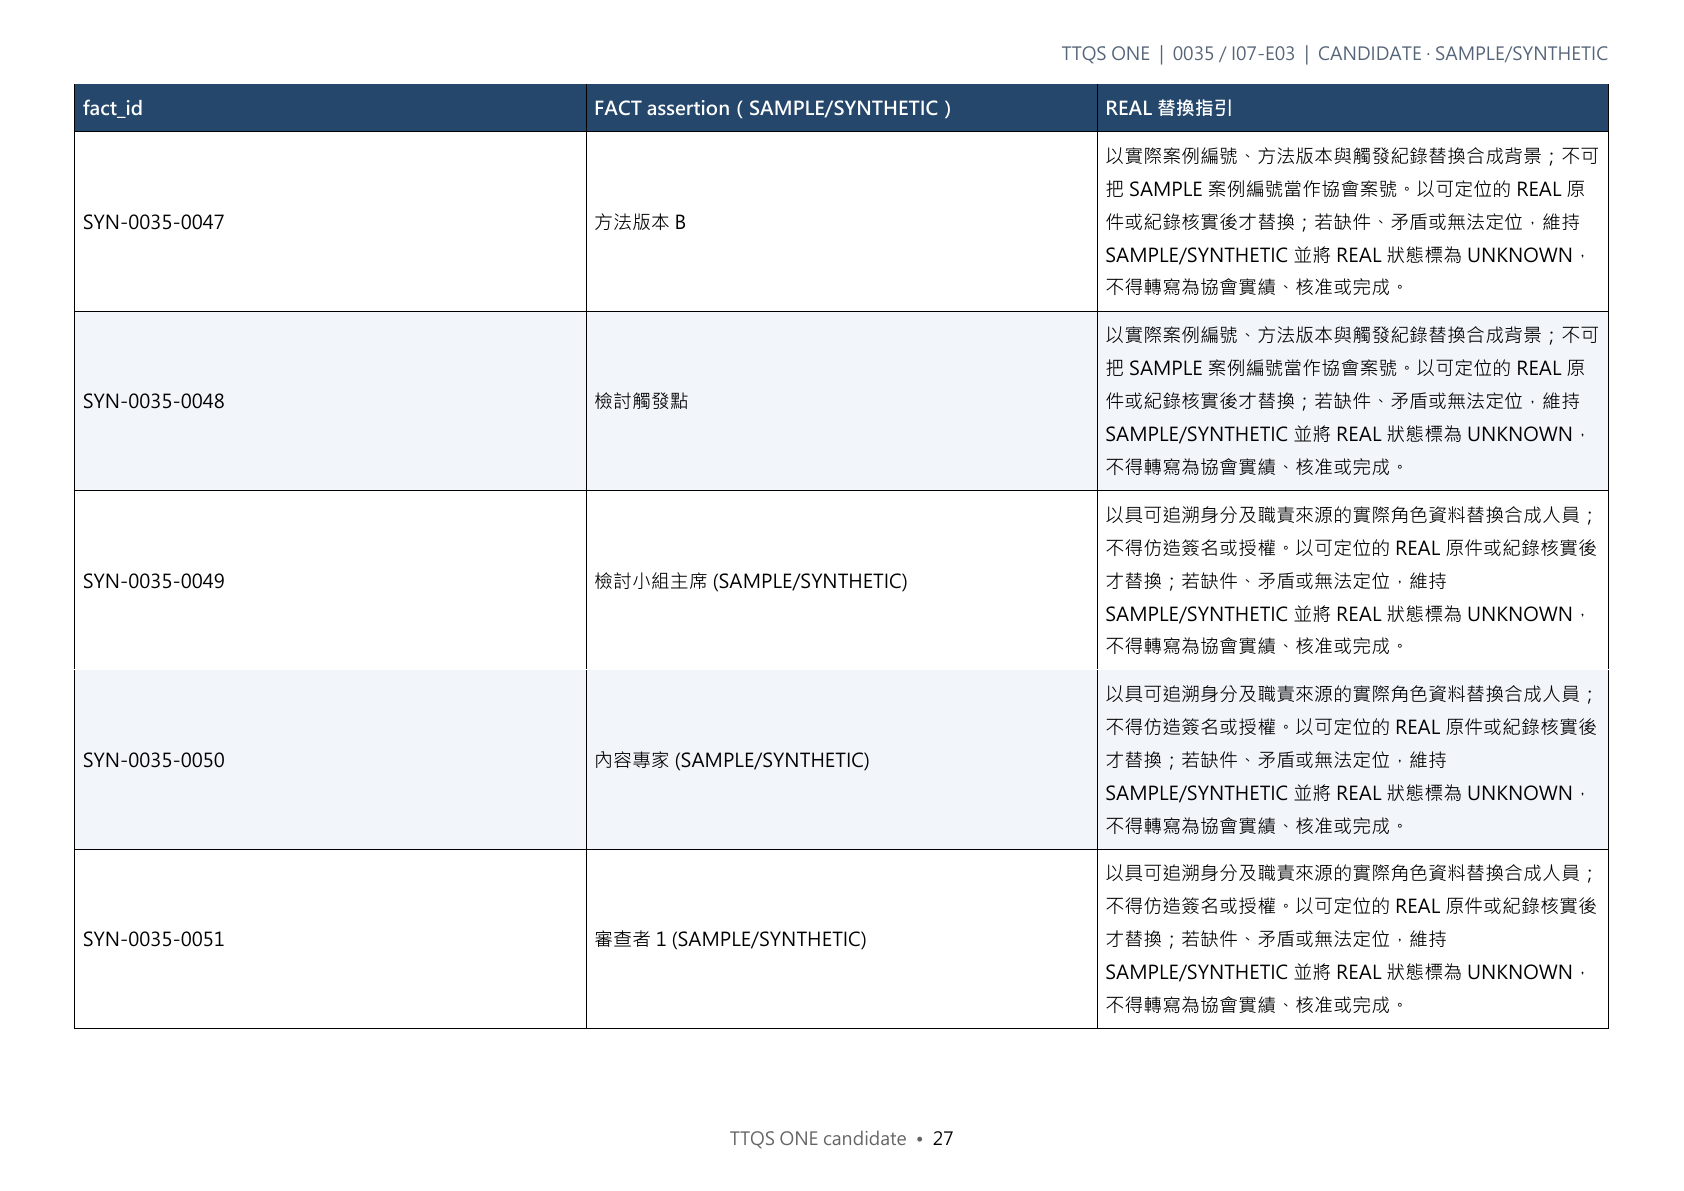 TTQS ONE | 0035 / I07-E03 | CANDIDATE · SAMPLE/SYNTHETIC
fact_id
FACT assertion（SAMPLE/SYNTHETIC）
REAL 替換指引
SYN-0035-0047
方法版本 B
以實際案例編號、方法版本與觸發紀錄替換合成背景；不可
把 SAMPLE 案例編號當作協會案號。以可定位的 REAL 原
件或紀錄核實後才替換；若缺件、矛盾或無法定位，維持
SAMPLE/SYNTHETIC 並將 REAL 狀態標為 UNKNOWN，
不得轉寫為協會實績、核准或完成。
SYN-0035-0048
檢討觸發點
以實際案例編號、方法版本與觸發紀錄替換合成背景；不可
把 SAMPLE 案例編號當作協會案號。以可定位的 REAL 原
件或紀錄核實後才替換；若缺件、矛盾或無法定位，維持
SAMPLE/SYNTHETIC 並將 REAL 狀態標為 UNKNOWN，
不得轉寫為協會實績、核准或完成。
SYN-0035-0049
檢討小組主席 (SAMPLE/SYNTHETIC)
以具可追溯身分及職責來源的實際角色資料替換合成人員；
不得仿造簽名或授權。以可定位的 REAL 原件或紀錄核實後
才替換；若缺件、矛盾或無法定位，維持
SAMPLE/SYNTHETIC 並將 REAL 狀態標為 UNKNOWN，
不得轉寫為協會實績、核准或完成。
SYN-0035-0050
內容專家 (SAMPLE/SYNTHETIC)
以具可追溯身分及職責來源的實際角色資料替換合成人員；
不得仿造簽名或授權。以可定位的 REAL 原件或紀錄核實後
才替換；若缺件、矛盾或無法定位，維持
SAMPLE/SYNTHETIC 並將 REAL 狀態標為 UNKNOWN，
不得轉寫為協會實績、核准或完成。
SYN-0035-0051
審查者 1 (SAMPLE/SYNTHETIC)
以具可追溯身分及職責來源的實際角色資料替換合成人員；
不得仿造簽名或授權。以可定位的 REAL 原件或紀錄核實後
才替換；若缺件、矛盾或無法定位，維持
SAMPLE/SYNTHETIC 並將 REAL 狀態標為 UNKNOWN，
不得轉寫為協會實績、核准或完成。
TTQS ONE candidate • 27